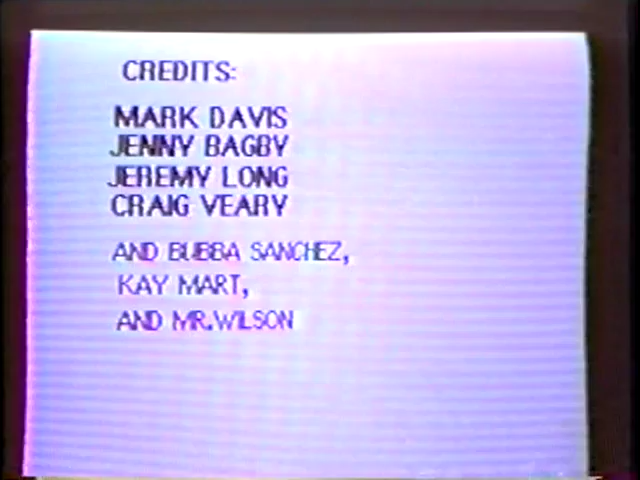 CREDITS:
MARK DAVIS
JENNY BAGBY
JEREMY LONG
CRAIG VEARY
AND BUBBA SANCHEZ,
KAY MART,
AND MR.WILSON